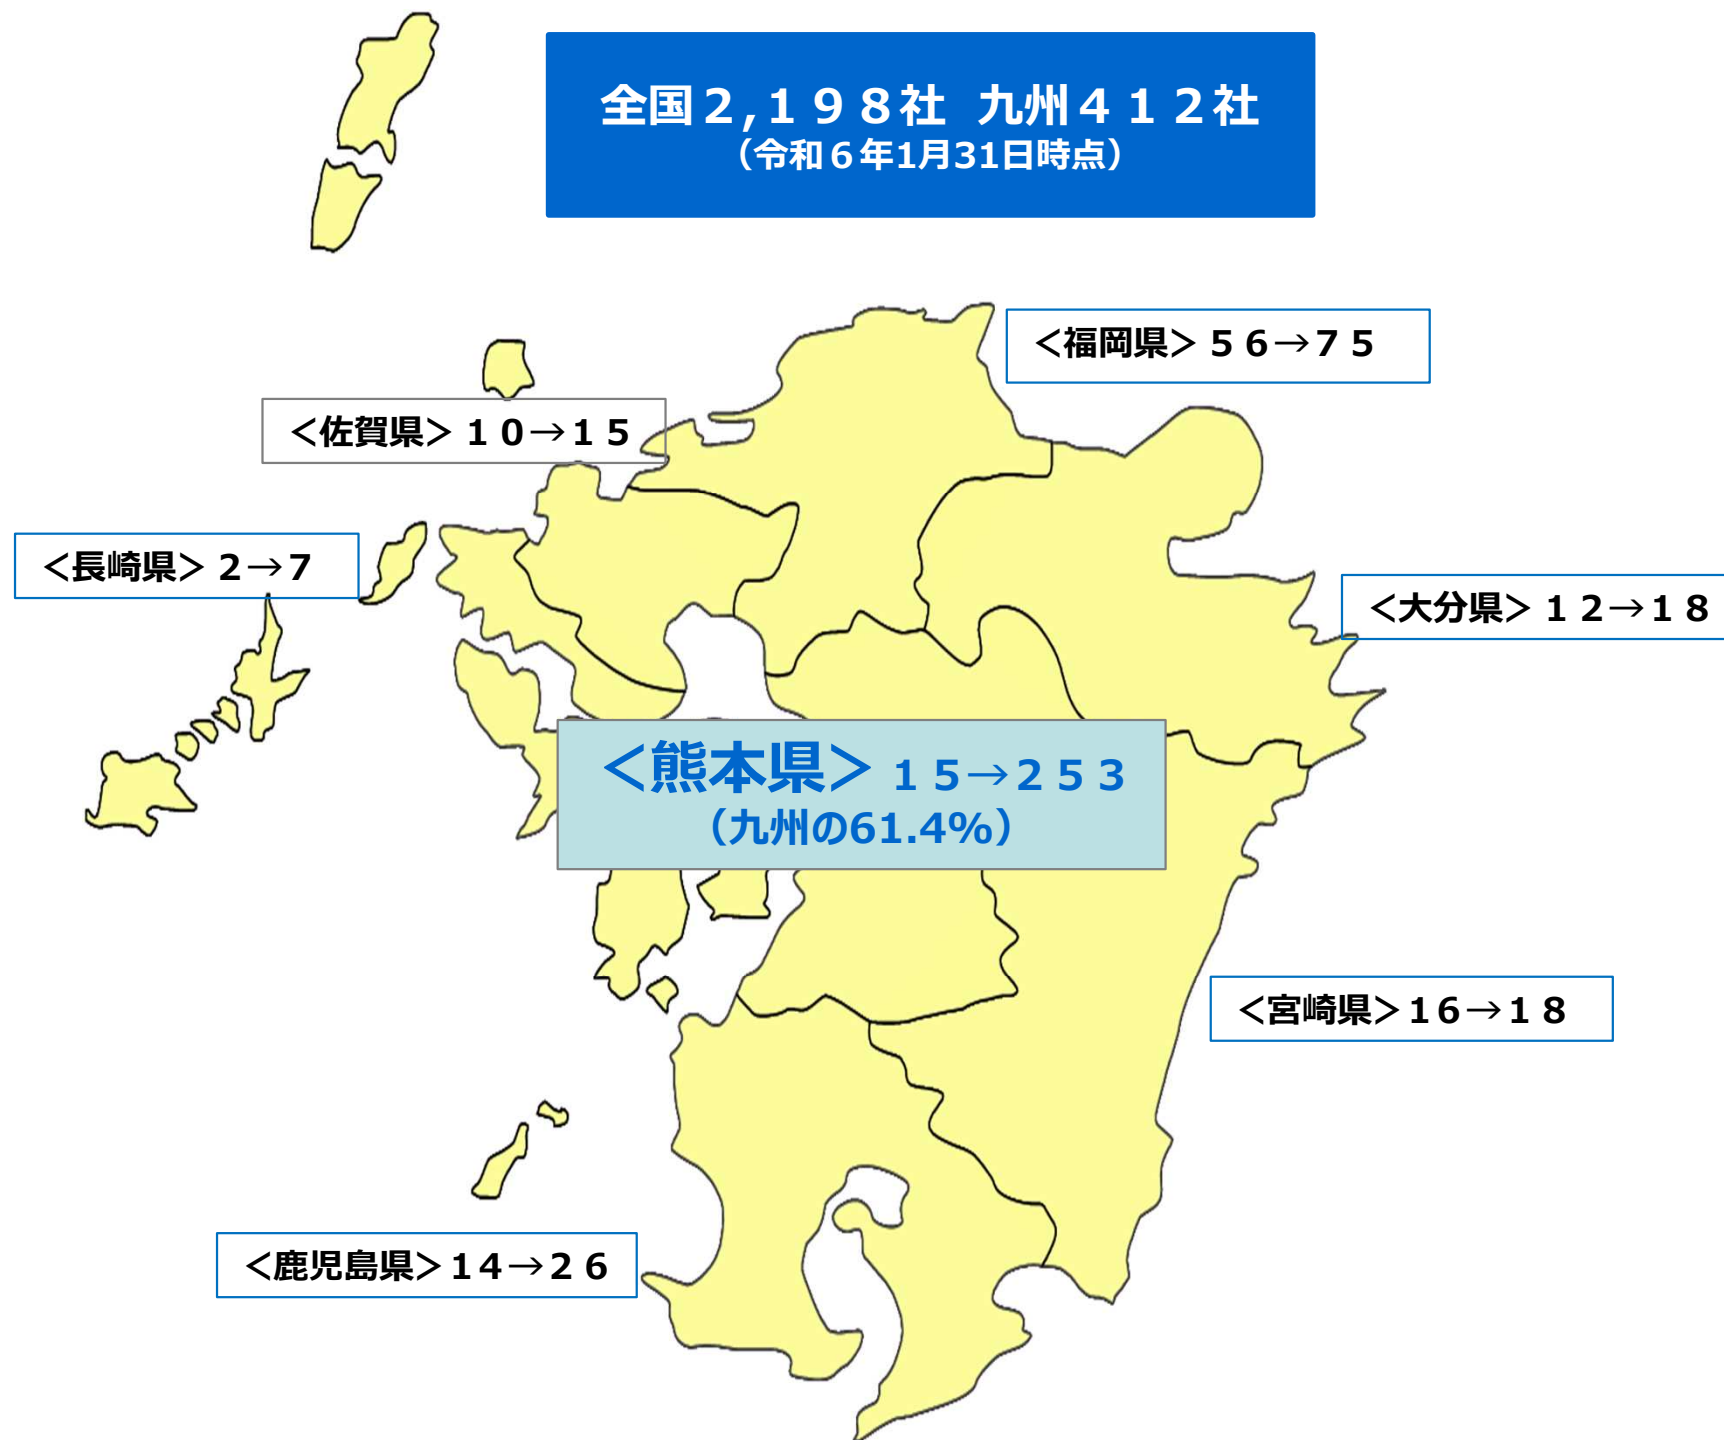 全国２,１９８社 九州４１２社
（令和６年1月31日時点）
＜福岡県＞５６→７５
＜佐賀県＞１０→１５
＜長崎県＞２→７
＜大分県＞１２→１８
＜熊本県＞１５→２５３
（九州の61.4%）
＜宮崎県＞１６→１８
＜鹿児島県＞１４→２６